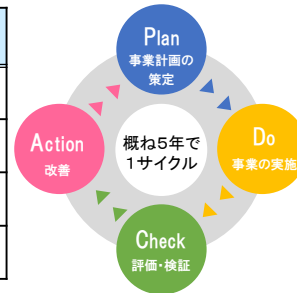 Plan
事業計画の
策定
Action
改善
概ね5年で
1サイクル
Do
事業の実施
Check
評価・検証